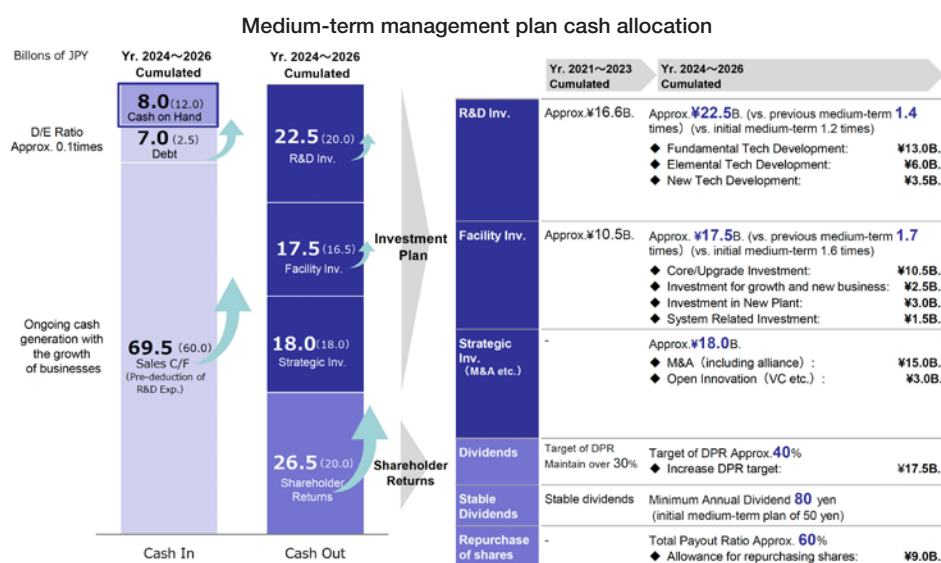 Medium-term management plan cash allocation
Billons of JPY
Yr. 2024～2026
Cumulated
Yr. 2024～2026
Cumulated
8.0(12.0)
Cash on Hand
D/E Ratio
Approx. 0.1times
7.0 (2.5)
Debt
Ongoing cash
generation with
the growth
of businesses
69.5 (60.0)
Sales C/F
(Pre-deduction of
R&D Exp.)
Cash In
22.5 (20.0)
R&D Inv.
17.5 (16.5)
Facility Inv.
18.0(18.0)
Strategic Inv.
26.5 (20.0)
Shareholder
Returns
Cash Out
Investment
Plan
Shareholder
Returns
Yr. 2021～2023
Cumulated
Yr. 2024～2026
Cumulated
R&D Inv.
Approx.¥16.6B.
Approx.¥22.5B. (vs. previous medium-term 1.4
times) (vs. initial medium-term 1.2 times)
◆ Fundamental Tech Development: ¥13.0B.
◆ Elemental Tech Development: ¥6.0B.
◆ New Tech Development: ¥3.5B.
Facility Inv.
Approx.¥10.5B.
Approx. ¥17.5B. (vs. previous medium-term 1.7
times) (vs. initial medium-term 1.6 times)
◆ Core/Upgrade Investment: ¥10.5B.
◆ Investment for growth and new business: ¥2.5B.
◆ Investment in New Plant: ¥3.0B.
◆ System Related Investment: ¥1.5B.
Strategic
Inv.
(M&A etc.)
-
Approx.¥18.0B.
◆ M&A（including alliance）: ¥15.0B.
◆ Open Innovation（VC etc.）: ¥3.0B.
Dividends
Target of DPR
Maintain over 30%
Target of DPR Approx.40%
◆ Increase DPR target: ¥17.5B.
Stable
Dividends
Stable dividends
Minimum Annual Dividend 80 yen
(initial medium-term plan of 50 yen)
Repurchase
of shares
-
Total Payout Ratio Approx. 60%
◆ Allowance for repurchasing shares: ¥9.0B.